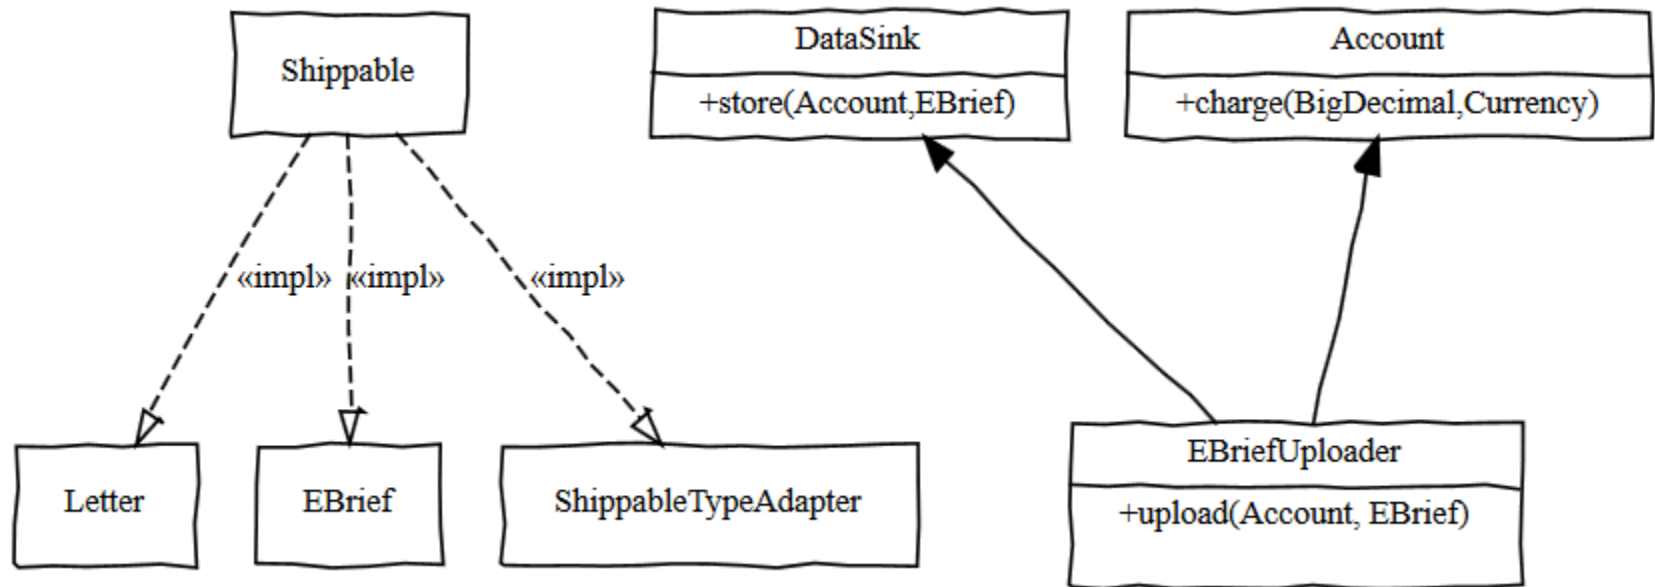 Shippable
DataSink
+store(Account,EBrief)
Account
+charge(BigDecimal,Currency)
«impl»
«impl»
«impl»
Letter
EBrief
ShippableTypeAdapter
EBriefUploader
+upload(Account, EBrief)